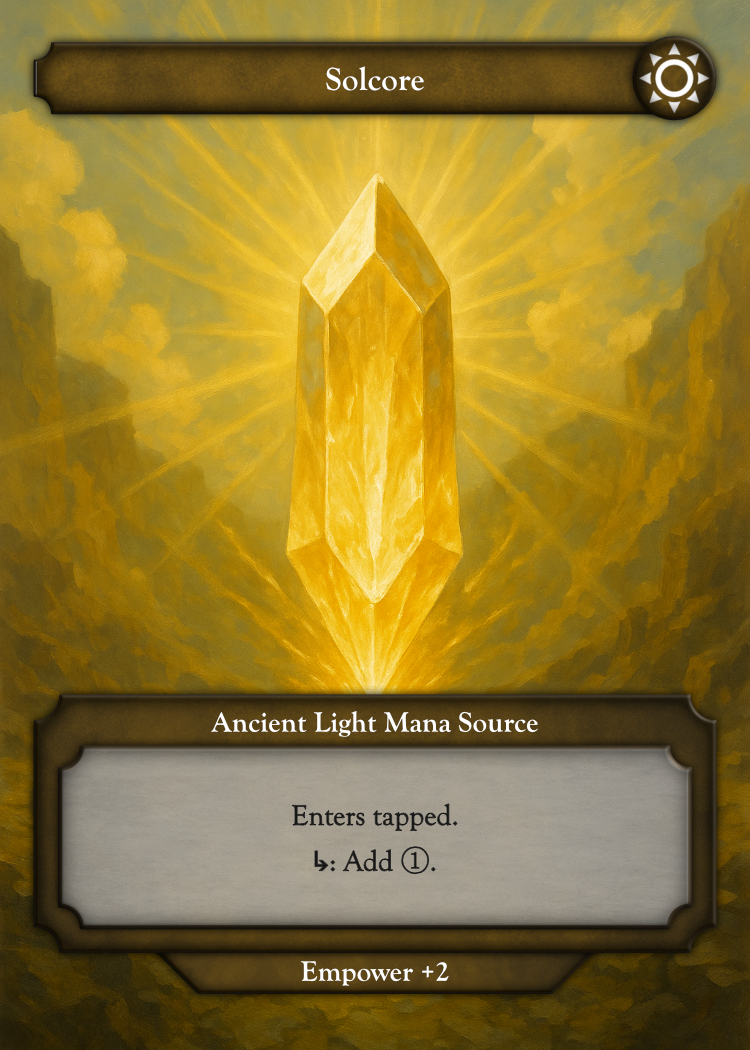 Solcore
Ancient Light Mana Source
Enters tapped.
↳: Add ①.
Empower +2